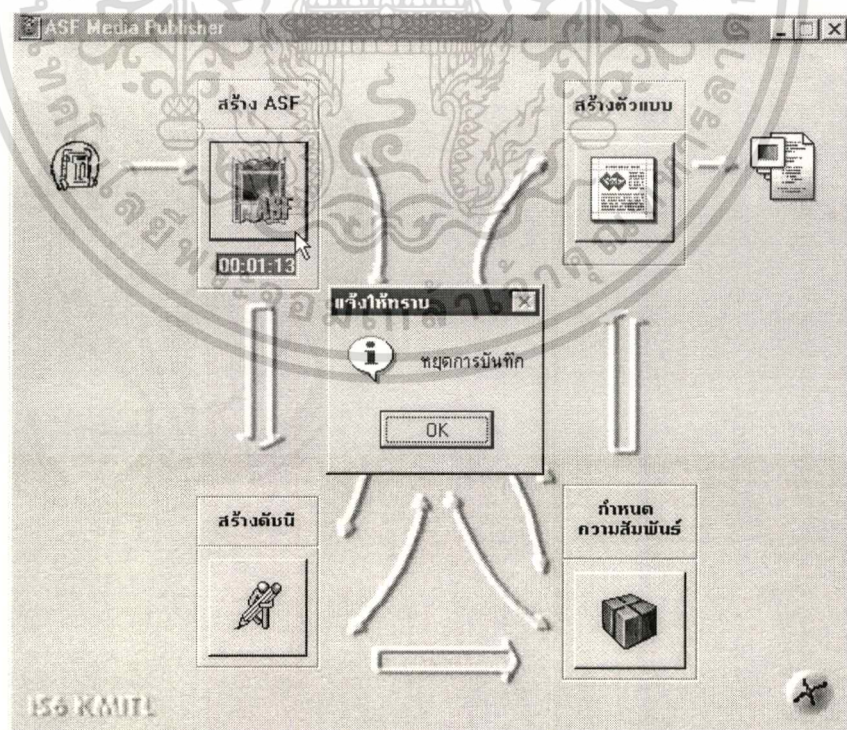 ASF Media Publisher
สร้าง ASF
สร้างตัวแบบ
ASF
00:01:13
แจ้งให้ทราบ
หยุดการบันทึก
OK
สร้างดัชนี
กำหนด
ความสัมพันธ์
IS6 KMITL